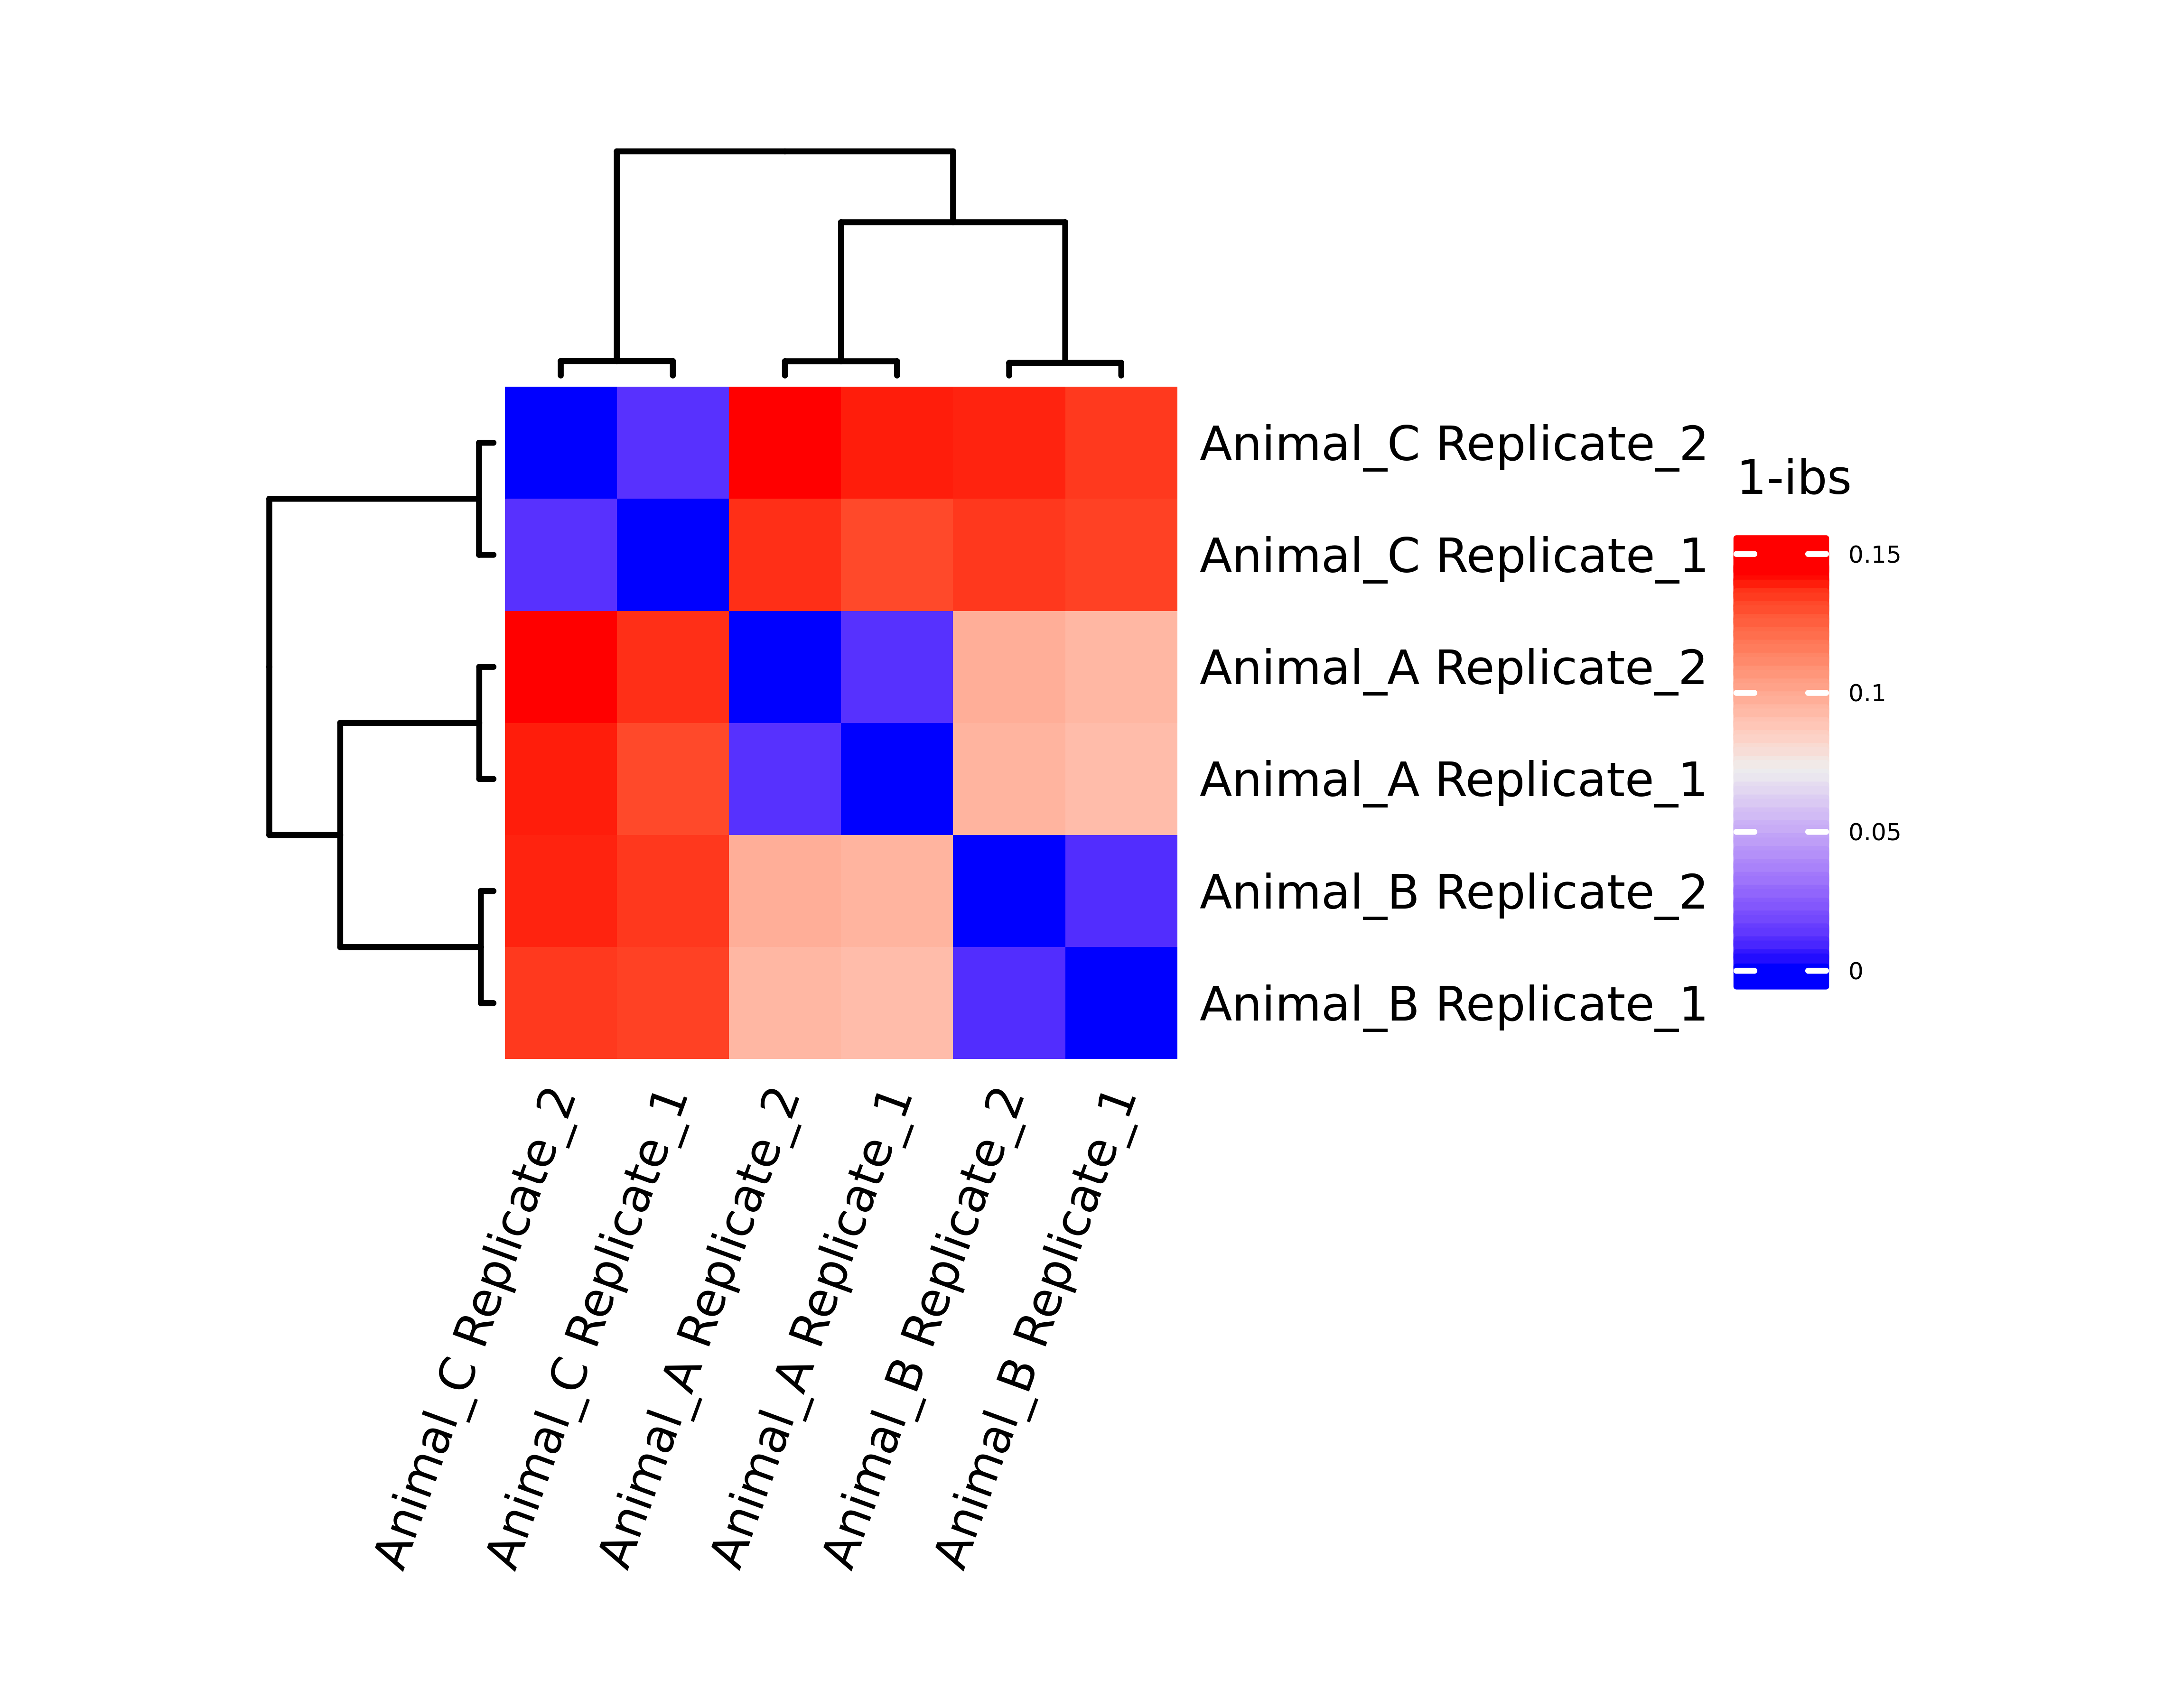 Animal_C Replicate_2
Animal_C Replicate_1
Animal_A Replicate_2
Animal_A Replicate_1
Animal_B Replicate_2
Animal_B Replicate_1
1-ibs
0.15
0.1
0.05
0
Animal_C Replicate_2
Animal_C Replicate_1
Animal_A Replicate_2
Animal_A Replicate_1
Animal_B Replicate_2
Animal_B Replicate_1